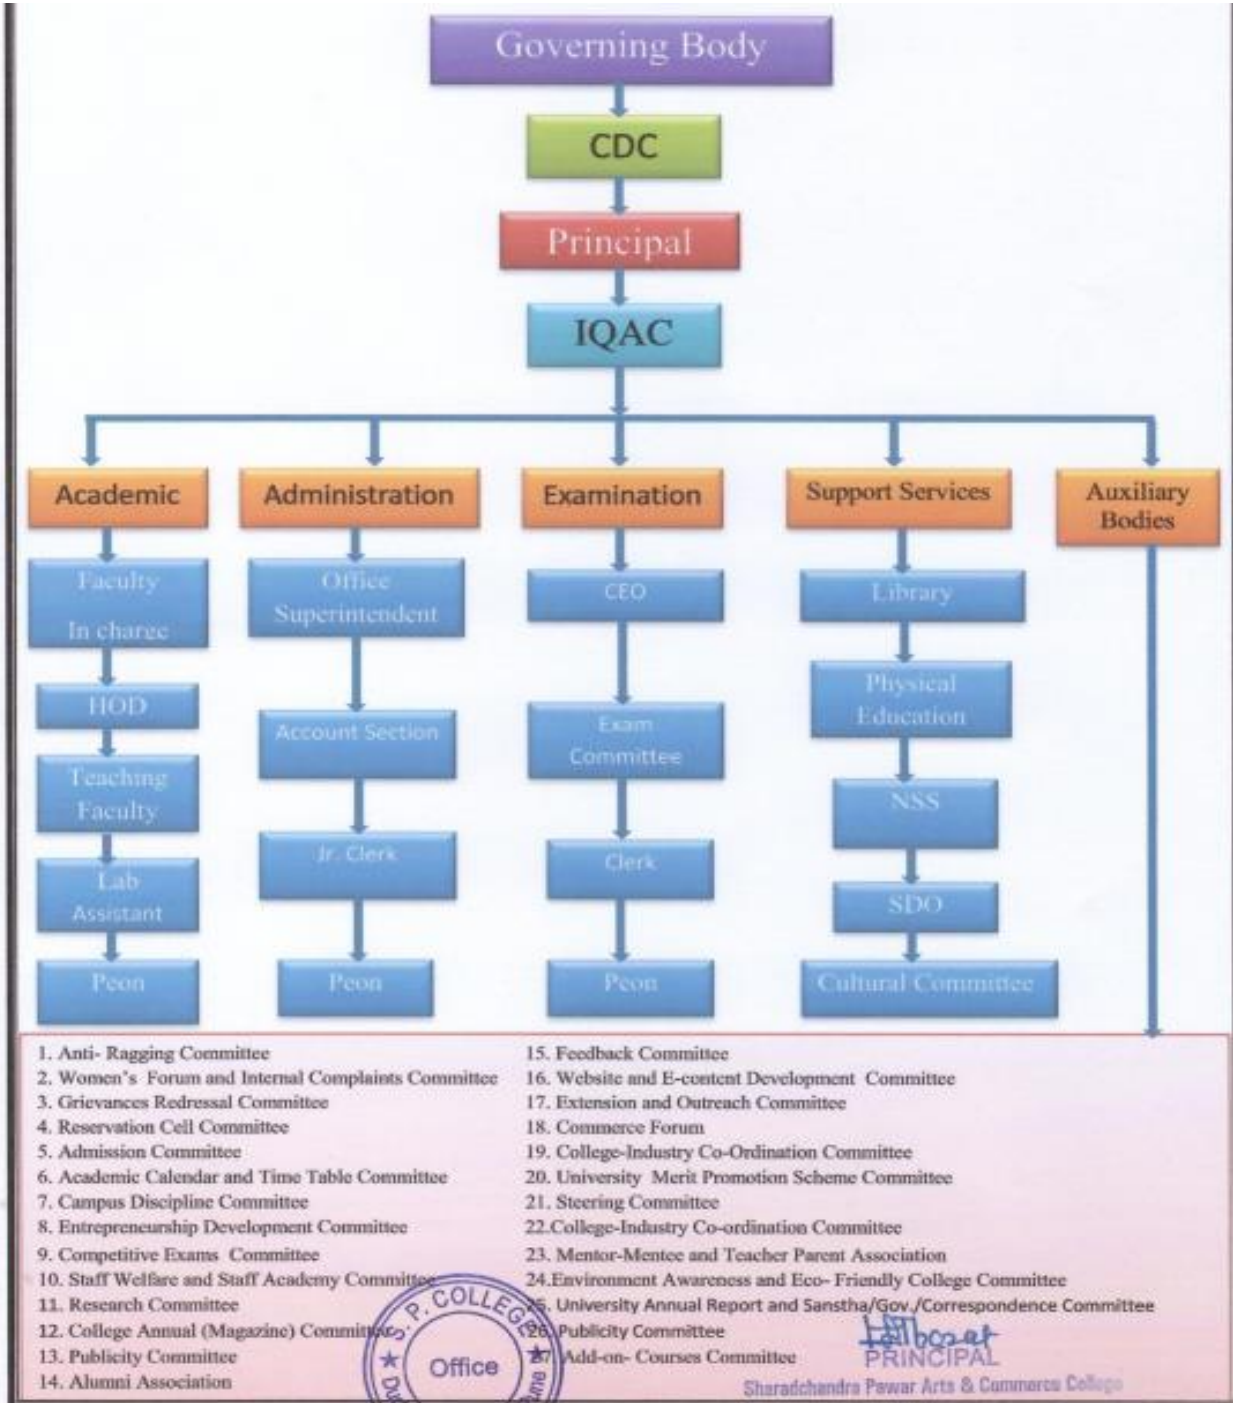 Governing Body
CDC
Principal
IQAC
Academic
Administration
Examination
Support Services
Auxiliary
Bodies
Faculty
In charge
HOD
Teaching
Faculty
Lab
Assistant
Peon
Office
Superintendent
Account Section
Jr. Clerk
Peon
CEO
Exam
Committee
Clerk
Peon
Library
Physical
Education
NSS
SDO
Cultural Committee
1. Anti- Ragging Committee
2. Women's Forum and Internal Complaints Committee
3. Grievances Redressal Committee
4. Reservation Cell Committee
5. Admission Committee
6. Academic Calendar and Time Table Committee
7. Campus Discipline Committee
8. Entrepreneurship Development Committee
9. Competitive Exams Committee
10. Staff Welfare and Staff Academy Committee
11. Research Committee
12. College Annual (Magazine) Committee
13. Publicity Committee
14. Alumni Association
15. Feedback Committee
16. Website and E-content Development Committee
17. Extension and Outreach Committee
18. Commerce Forum
19. College-Industry Co-Ordination Committee
20. University Merit Promotion Scheme Committee
21. Steering Committee
22.College-Industry Co-ordination Committee
23. Mentor-Mentee and Teacher Parent Association
24.Environment Awareness and Eco- Friendly College Committee
25. University Annual Report and Sanstha/Gov./Correspondence Committee
26. Publicity Committee
27. Add-on- Courses Committee
S. P. COLLEGE
Office
PRINCIPAL
Sharadchandra Pawar Arts & Commerce College